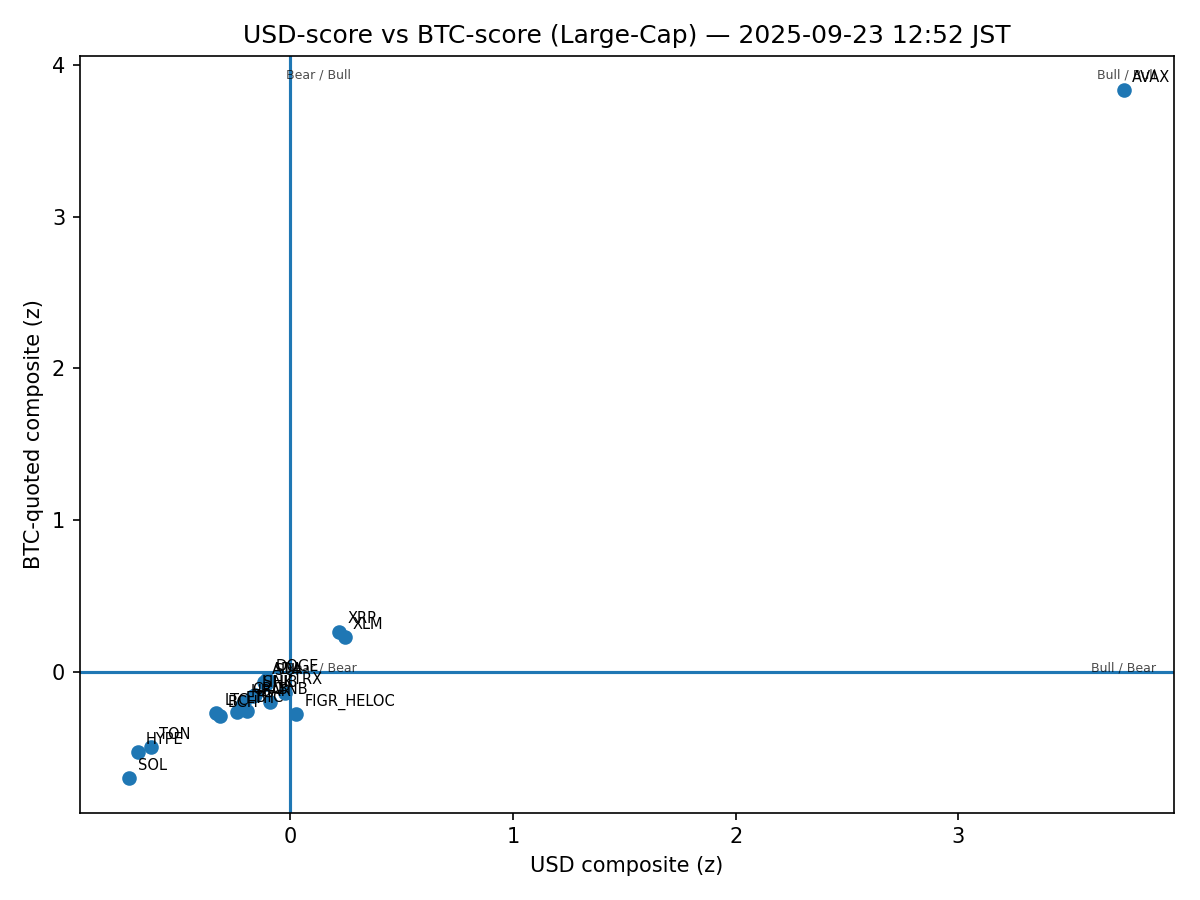 USD-score vs BTC-score (Large-Cap) — 2025-09-23 12:52 JST
Bear / Bull
Bull / Bull
AVAX
4
3
2
1
0
BTC-quoted composite (z)
XRP
XLM
DOGE
Bear
Bull / Bear
TRX
FIGR_HELOC
BCH
TON
HYPE
SOL
0
1
2
3
USD composite (z)